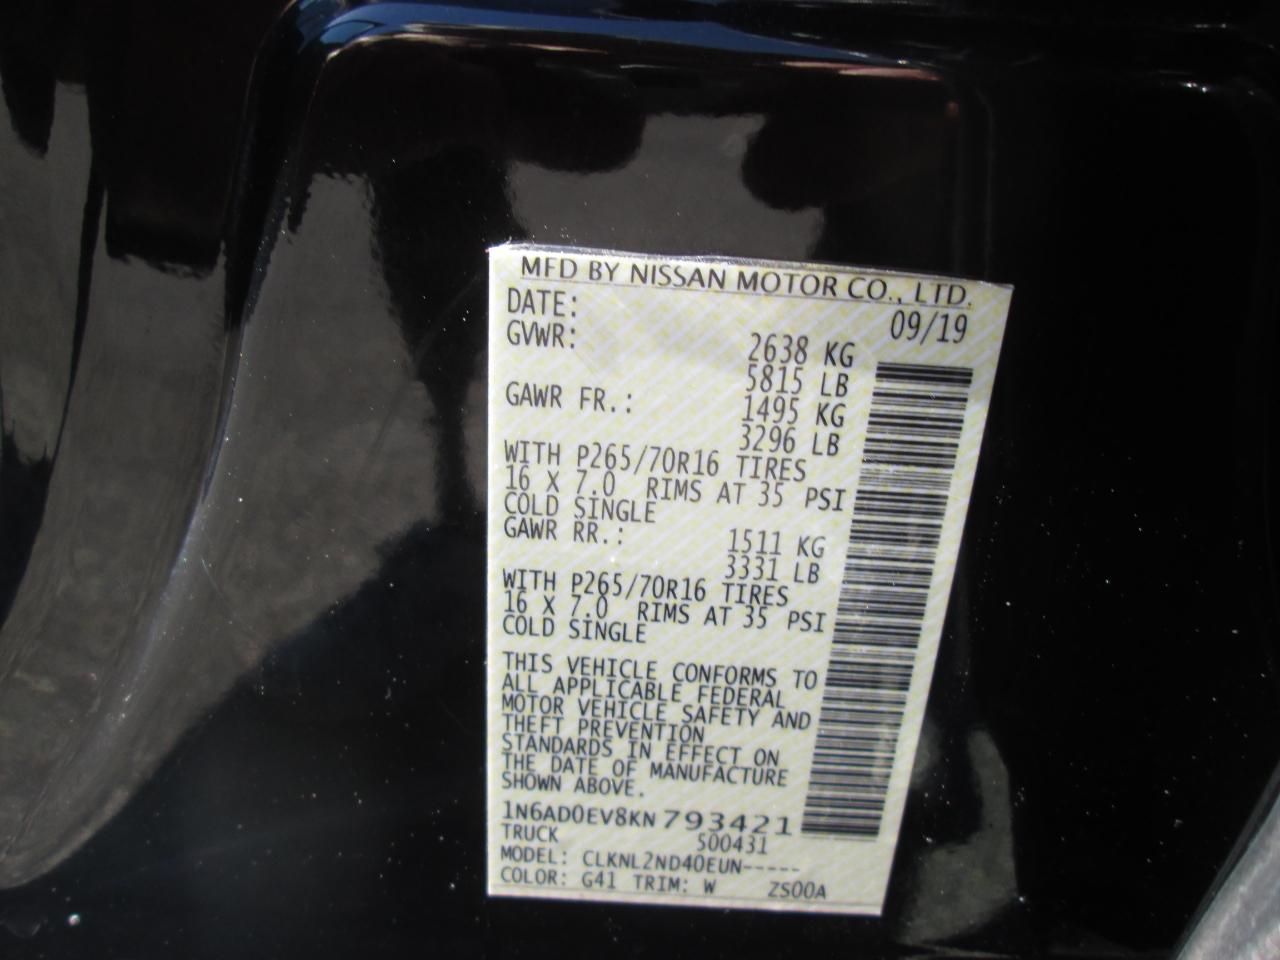 MFD BY NISSAN MOTOR CO., LTD.
DATE: 09/19
GVWR: 2638 KG
5815 LB
GAWR FR.: 1495 KG
3296 LB
WITH P265/70R16 TIRES
16 X 7.0 RIMS AT 35 PSI
COLD SINGLE
GAWR RR.: 1511 KG
3331 LB
WITH P265/70R16 TIRES
16 X 7.0 RIMS AT 35 PSI
COLD SINGLE
THIS VEHICLE CONFORMS TO
ALL APPLICABLE FEDERAL
MOTOR VEHICLE SAFETY AND
THEFT PREVENTION
STANDARDS IN EFFECT ON
THE DATE OF MANUFACTURE
SHOWN ABOVE.
1N6AD0EV8KN793421
TRUCK 500431
MODEL: CLKNL2ND40EUN-----
COLOR: G41 TRIM: W ZS00A